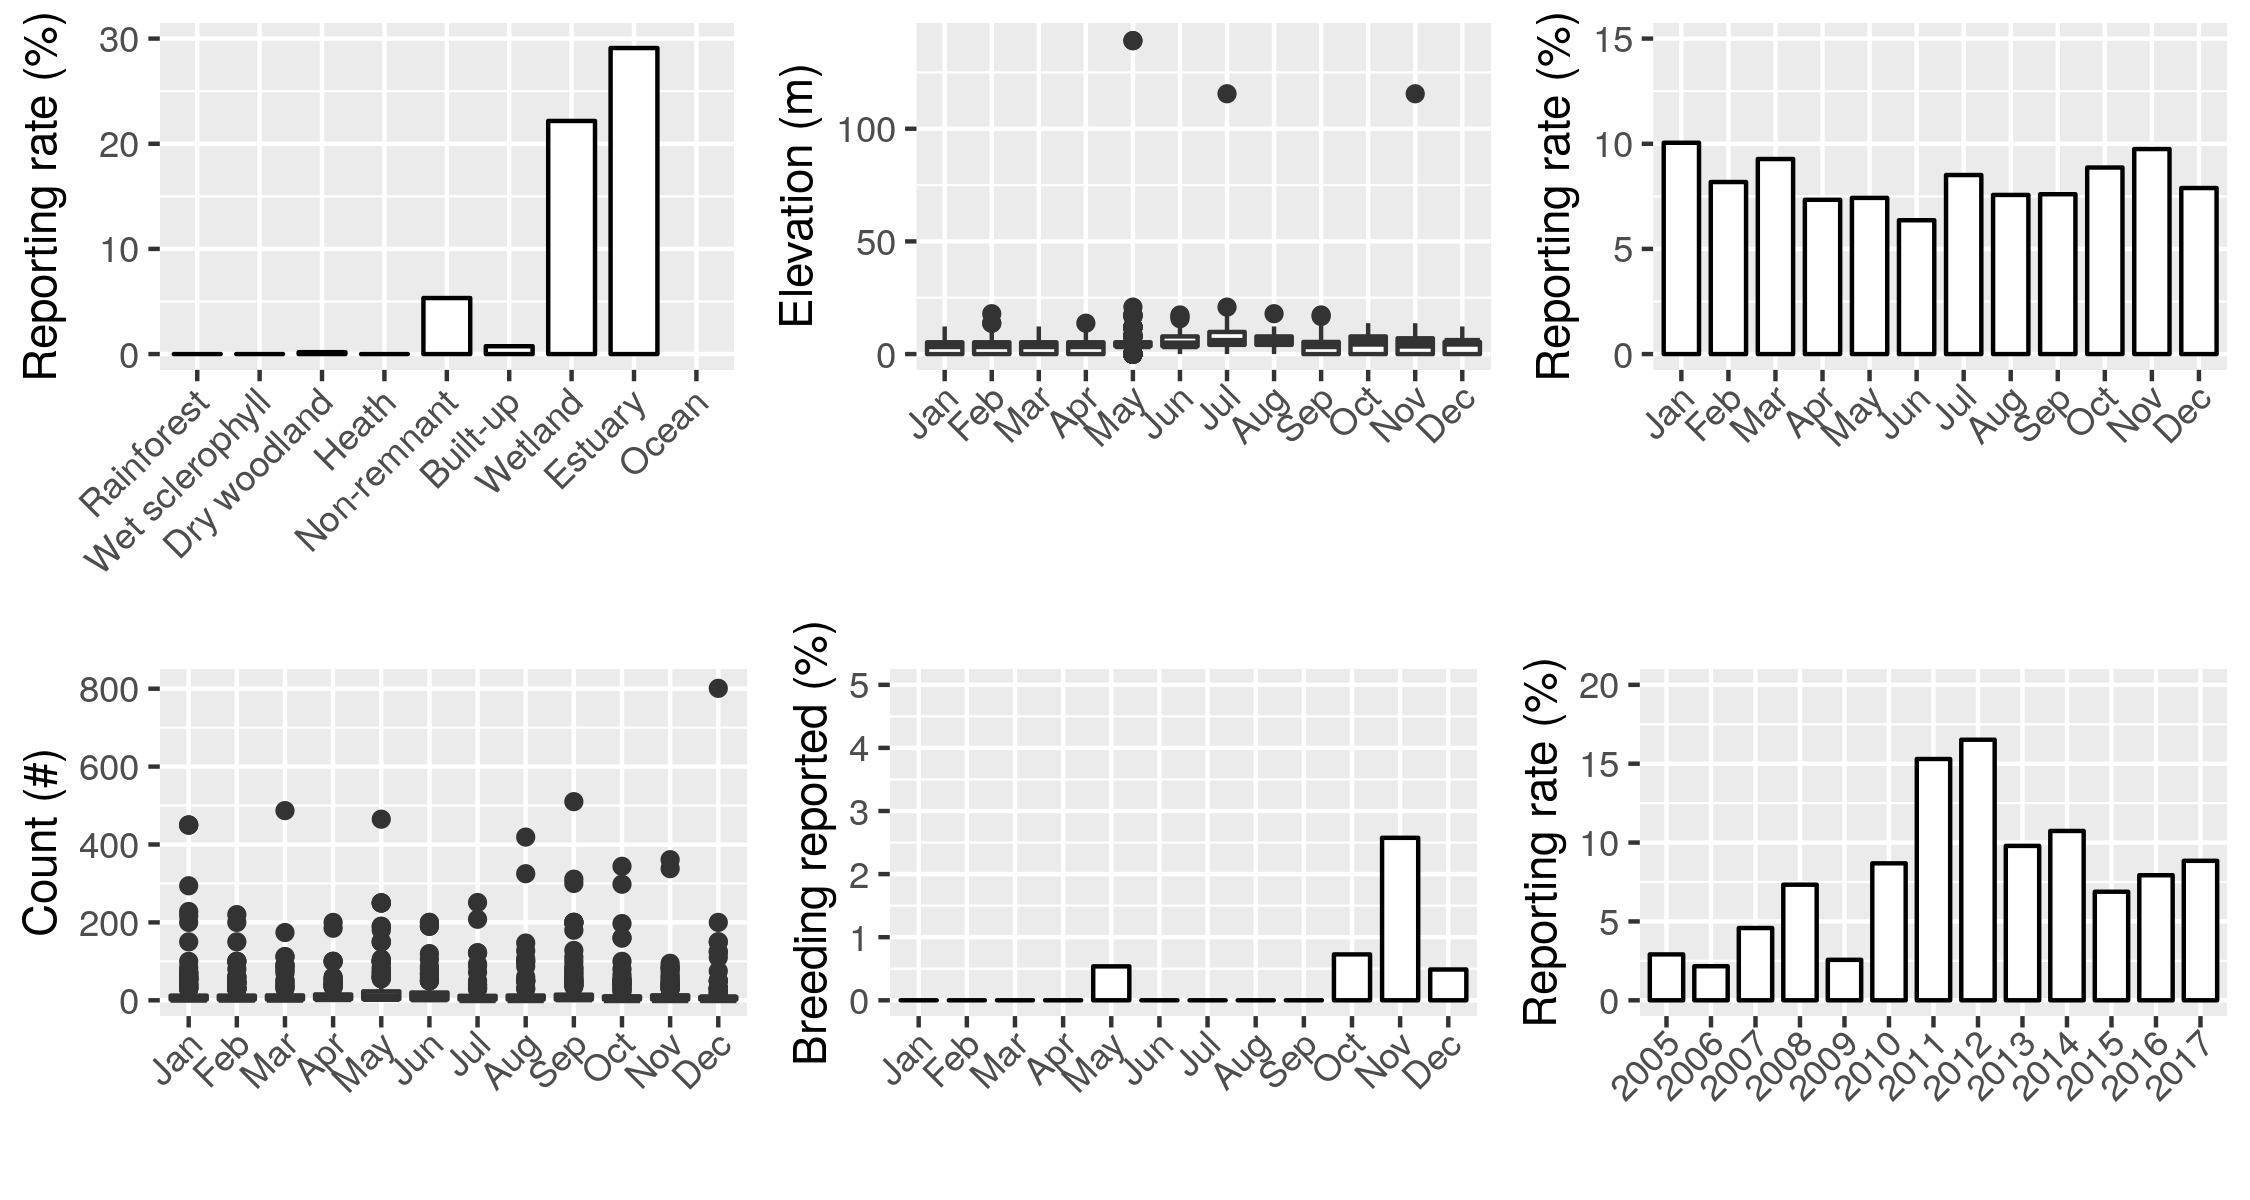 Reporting rate (%)
30
20
10
0
Rainforest
Wet sclerophyll
Dry woodland
Heath
Non-remnant
Built-up
Wetland
Estuary
Ocean
Elevation (m)
100
50
0
Jan
Feb
Mar
Apr
May
Jun
Jul
Aug
Sep
Oct
Nov
Dec
Reporting rate (%)
15
10
5
0
Jan
Feb
Mar
Apr
May
Jun
Jul
Aug
Sep
Oct
Nov
Dec
Count (#)
800
600
400
200
0
Jan
Feb
Mar
Apr
May
Jun
Jul
Aug
Sep
Oct
Nov
Dec
Breeding reported (%)
5
4
3
2
1
0
Jan
Feb
Mar
Apr
May
Jun
Jul
Aug
Sep
Oct
Nov
Dec
Reporting rate (%)
20
15
10
5
0
2005
2006
2007
2008
2009
2010
2011
2012
2013
2014
2015
2016
2017